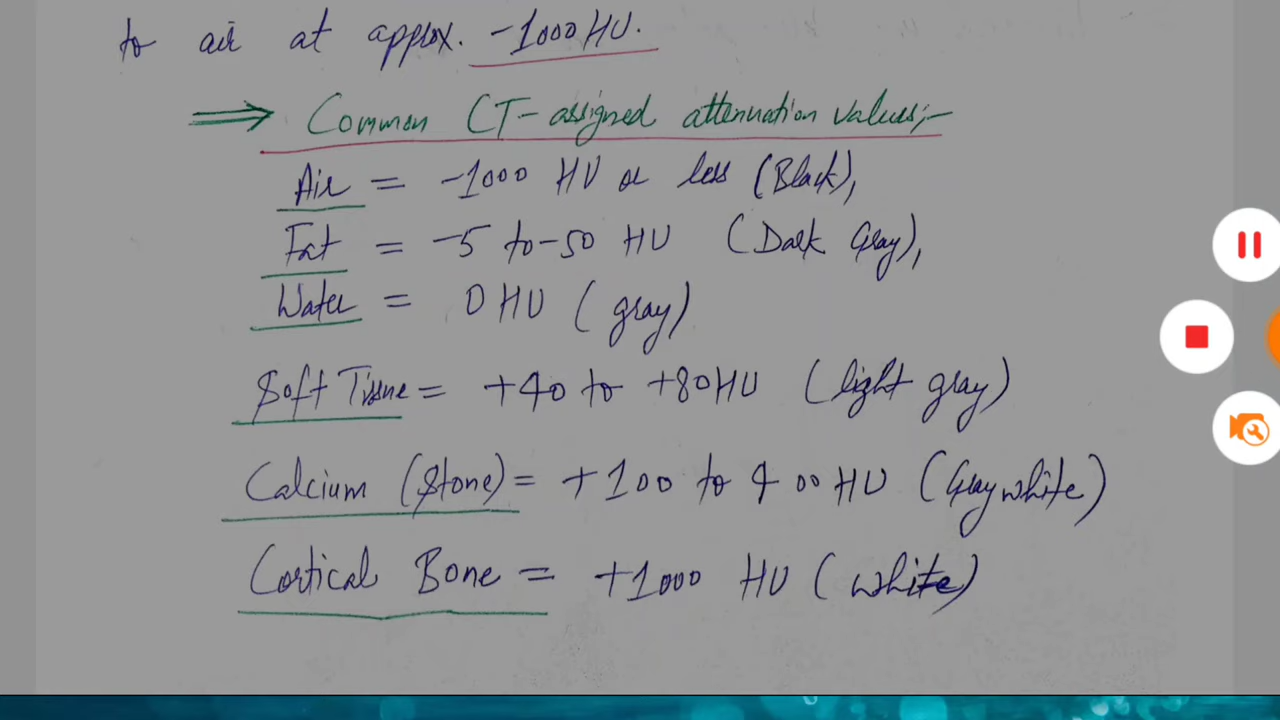 to air at approx. -1000 HU.
⇒ Common CT-assigned attenuation values;-
Air = -1000 HU or less (Black),
Fat = -5 to -50 HU (Dark Gray),
Water = 0 HU (gray)
Soft Tissue = +40 to +80 HU (light gray)
Calcium (Stone) = +100 to 400 HU (Gray white)
Cortical Bone = +1000 HU (white)